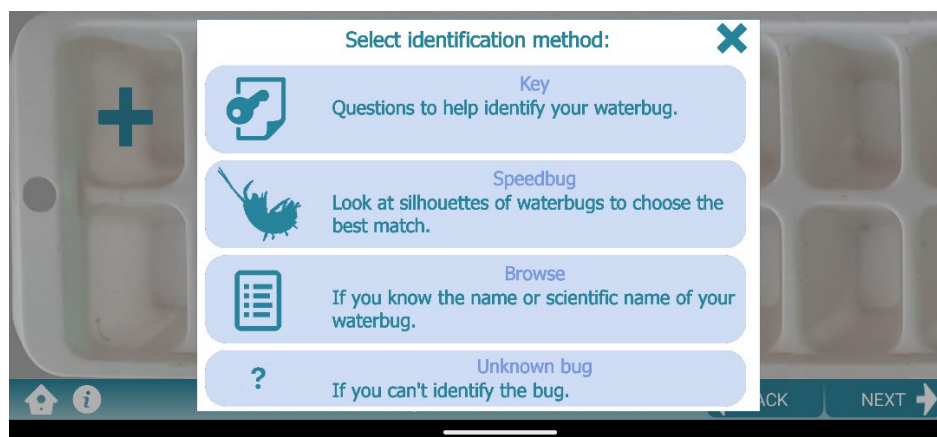 Select identification method:
Key
Questions to help identify your waterbug.
Speedbug
Look at silhouettes of waterbugs to choose the
best match.
Browse
If you know the name or scientific name of your
waterbug.
?
Unknown bug
If you can't identify the bug.
i
ACK
NEXT